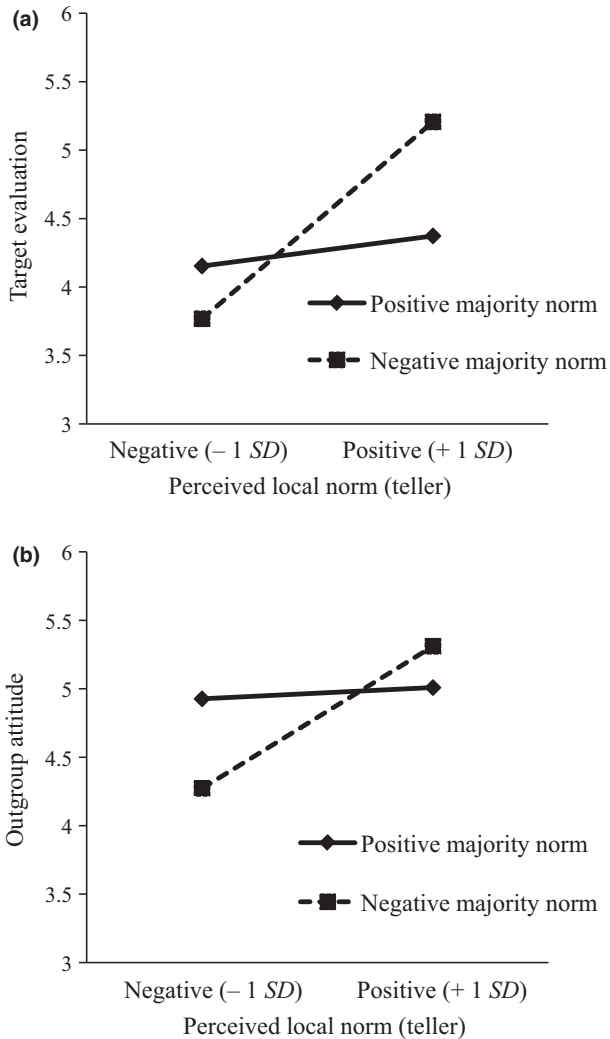 (a)
6
5.5
5
4.5
4
3.5
3
Target evaluation
Positive majority norm
Negative majority norm
Negative (– 1 SD) Positive (+ 1 SD)
Perceived local norm (teller)
(b)
6
5.5
5
4.5
4
3.5
3
Outgroup attitude
Positive majority norm
Negative majority norm
Negative (– 1 SD) Positive (+ 1 SD)
Perceived local norm (teller)